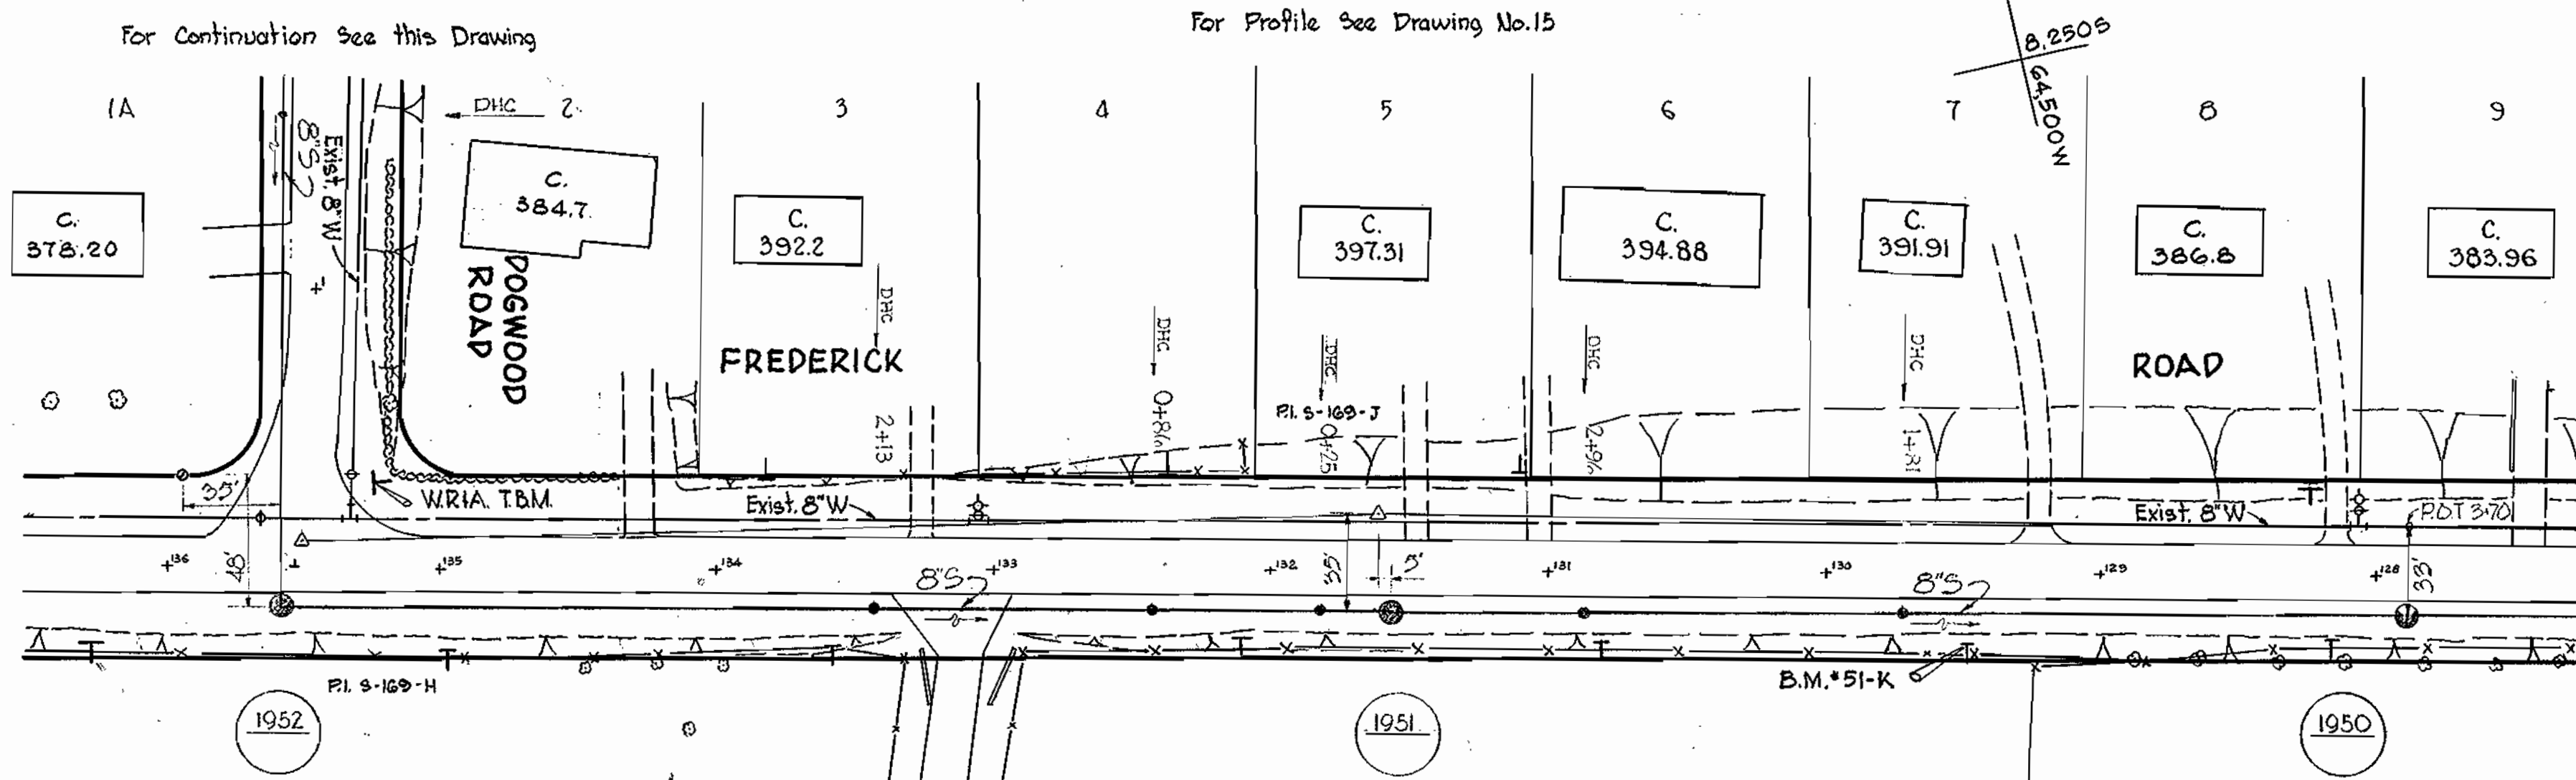 For Continuation See this Drawing
For Profile See Drawing No.15
8,250S
64,500W
1A
DHC
2
3
4
5
6
7
8
9
8"S
Exist. 8"W
C.
378.20
C.
384.7
C.
392.2
C.
397.31
C.
394.88
C.
391.91
C.
386.8
C.
383.96
DOGWOOD
ROAD
FREDERICK
ROAD
DHC
2+13
DHC
0+86
DHC
0+25
P.I. S-169-J
DHC
2+96
DHC
1+81
35'
W.R.I.A. T.B.M.
Exist. 8"W
Exist. 8"W
P.O.T 3+70
48'
+136
+135
+134
+133
+132
+131
+130
+129
+128
35'
5'
33'
8"S
8"S
P.I. S-169-H
B.M.#51-K
1952
1951
1950